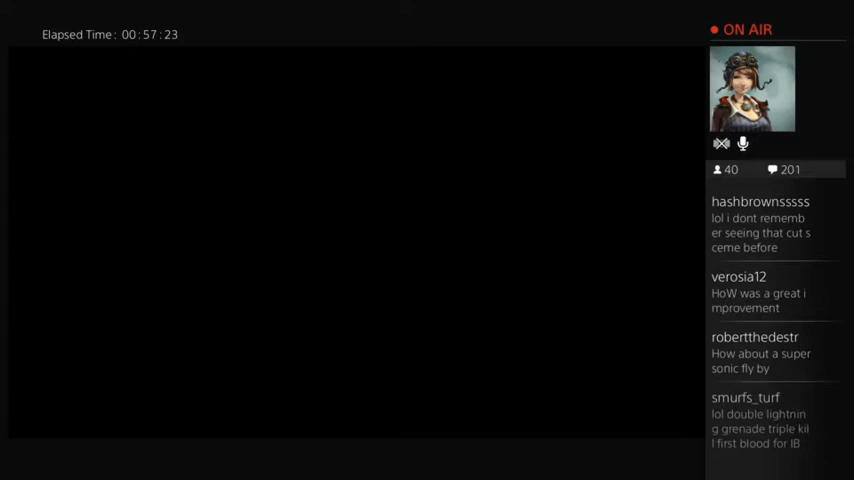 Elapsed Time: 00:57:23
ON AIR
40 201
hashbrownsssss
lol i dont rememb
er seeing that cut s
ceme before
verosia12
HoW was a great i
mprovement
robertthedestr
How about a super
sonic fly by
smurfs_turf
lol double lightnin
g grenade triple kil
l first blood for IB